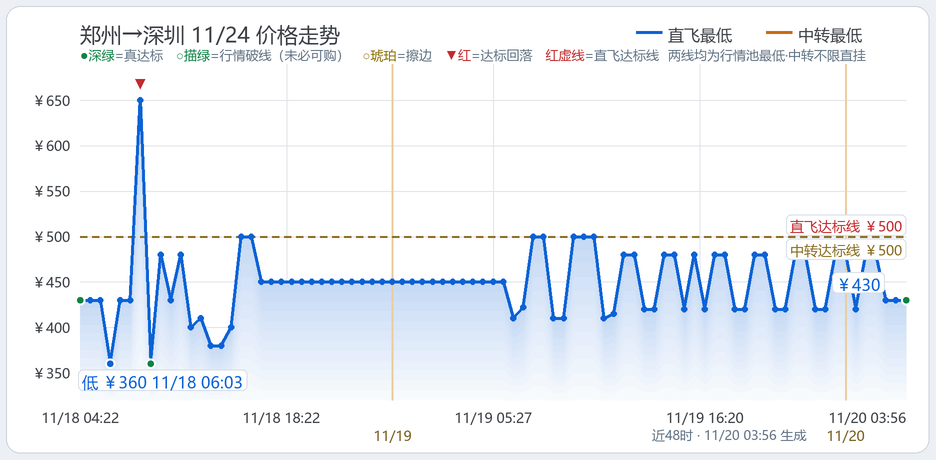 郑州→深圳 11/24 价格走势
直飞最低 中转最低
●深绿=真达标 ○描绿=行情破线（未必可购） ○琥珀=擦边 ▼红=达标回落 红虚线=直飞达标线 两线均为行情池最低·中转不限直挂
￥650
￥600
￥550
￥500
￥450
￥400
￥350
直飞达标线 ￥500
中转达标线 ￥500
￥430
低 ￥360 11/18 06:03
11/18 04:22 11/18 18:22 11/19 05:27 11/19 16:20 11/20 03:56
11/19 近48时 · 11/20 03:56 生成 11/20